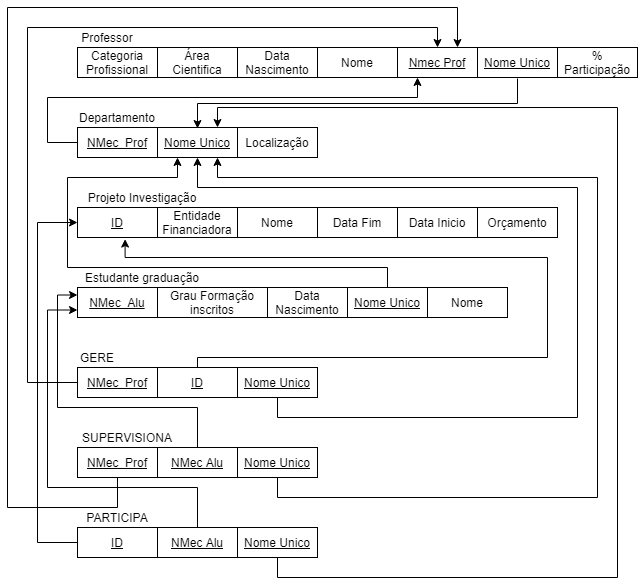 Professor
Categoria Profissional
Área Cientifica
Data Nascimento
Nome
Nmec Prof
Nome Unico
% Participação
Departamento
NMec_Prof
Nome Unico
Localização
Projeto Investigação
ID
Entidade Financiadora
Nome
Data Fim
Data Inicio
Orçamento
Estudante graduação
NMec_Alu
Grau Formação inscritos
Data Nascimento
Nome Unico
Nome
GERE
NMec_Prof
ID
Nome Unico
SUPERVISIONA
NMec_Prof
NMec Alu
Nome Unico
PARTICIPA
ID
NMec Alu
Nome Unico